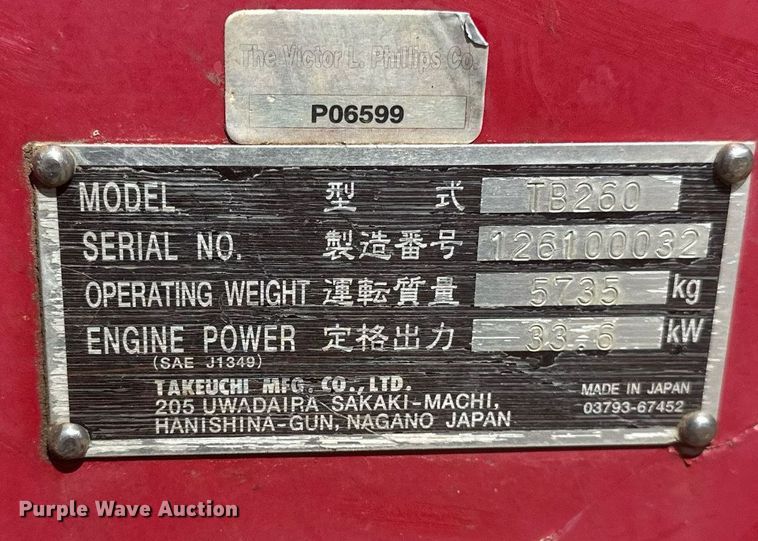 The Victor L. Phillips Co.
P06599
MODEL 型式 TB260
SERIAL NO. 製造番号 126100032
OPERATING WEIGHT 運転質量 5735 kg
ENGINE POWER 定格出力 33.6 kW
(SAE J1349)
TAKEUCHI MFG. CO., LTD.
205 UWADAIRA SAKAKI-MACHI,
HANISHINA-GUN, NAGANO JAPAN
MADE IN JAPAN
03793-67452
Purple Wave Auction